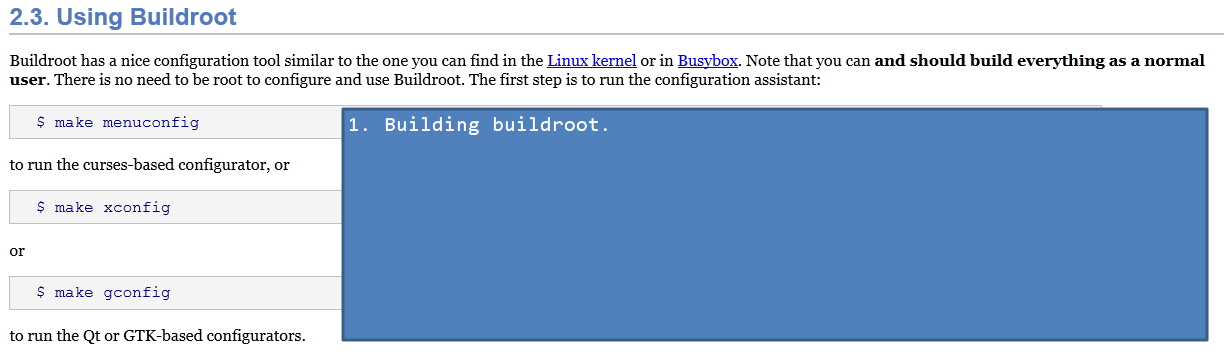 2.3. Using Buildroot
Buildroot has a nice configuration tool similar to the one you can find in the Linux kernel or in Busybox. Note that you can and should build everything as a normal
user. There is no need to be root to configure and use Buildroot. The first step is to run the configuration assistant:
$ make menuconfig
1. Building buildroot.
to run the curses-based configurator, or
$ make xconfig
or
$ make gconfig
to run the Qt or GTK-based configurators.